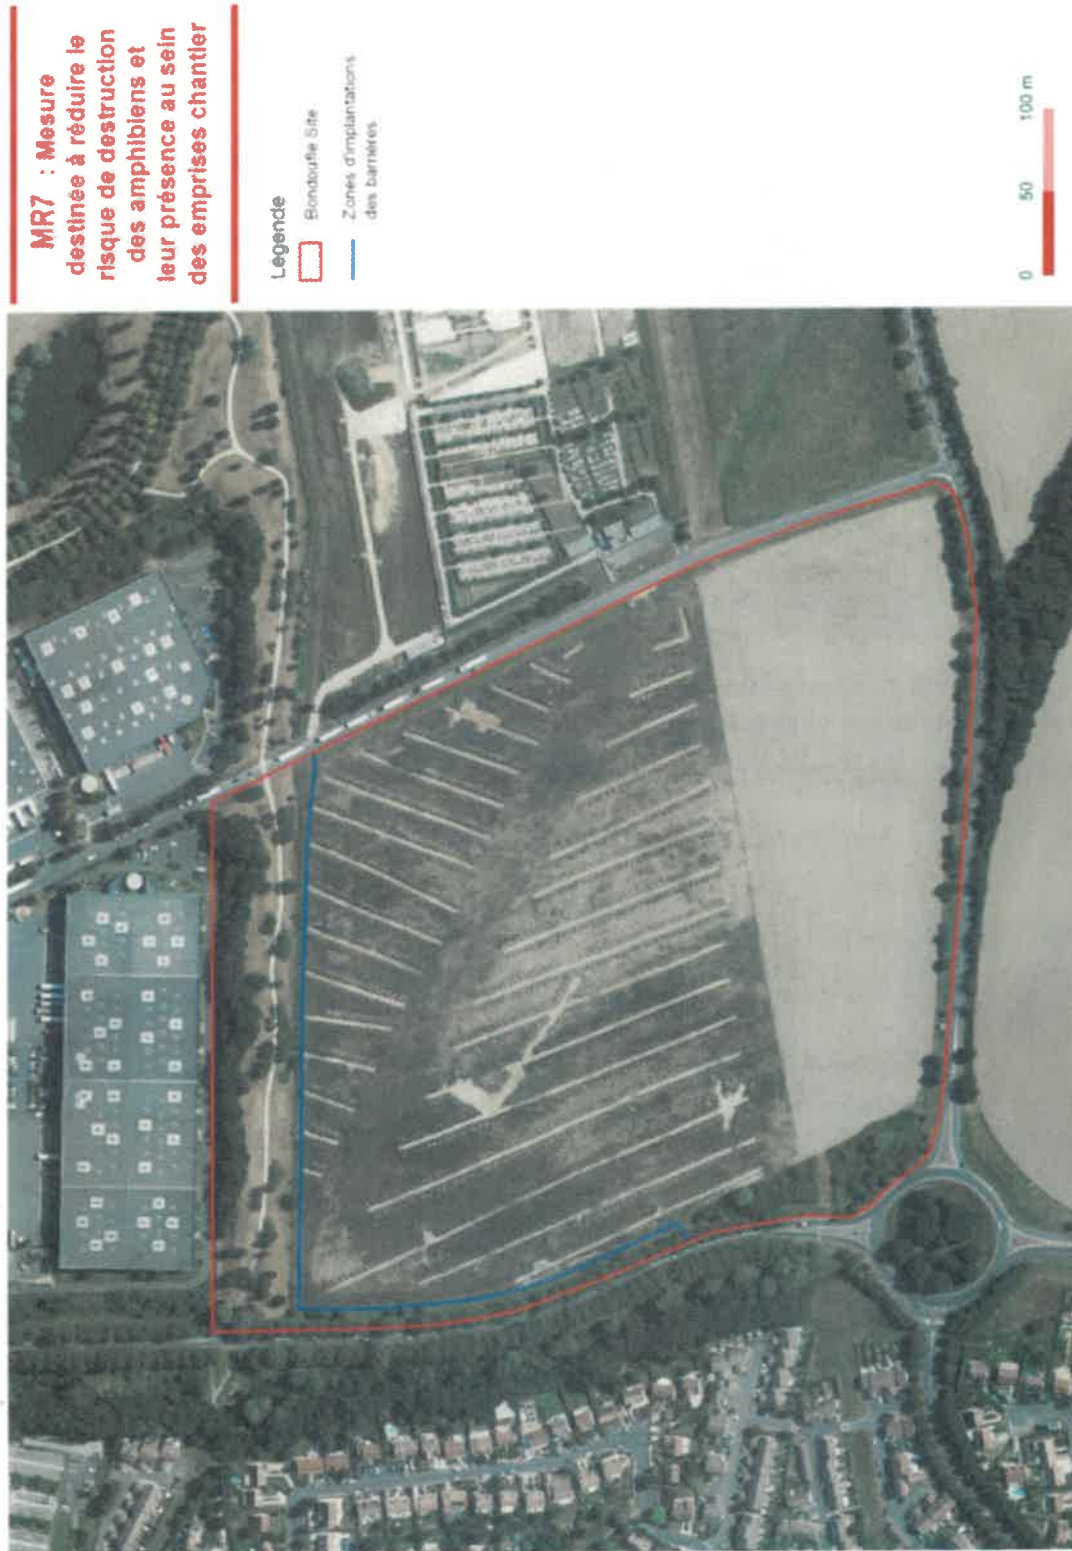 MR7 : Mesure
destinée à réduire le
risque de destruction
des amphibiens et
leur présence au sein
des emprises chantier
Légende
Bondoufle Site
Zones d'implantations
des barrières
0 50 100 m